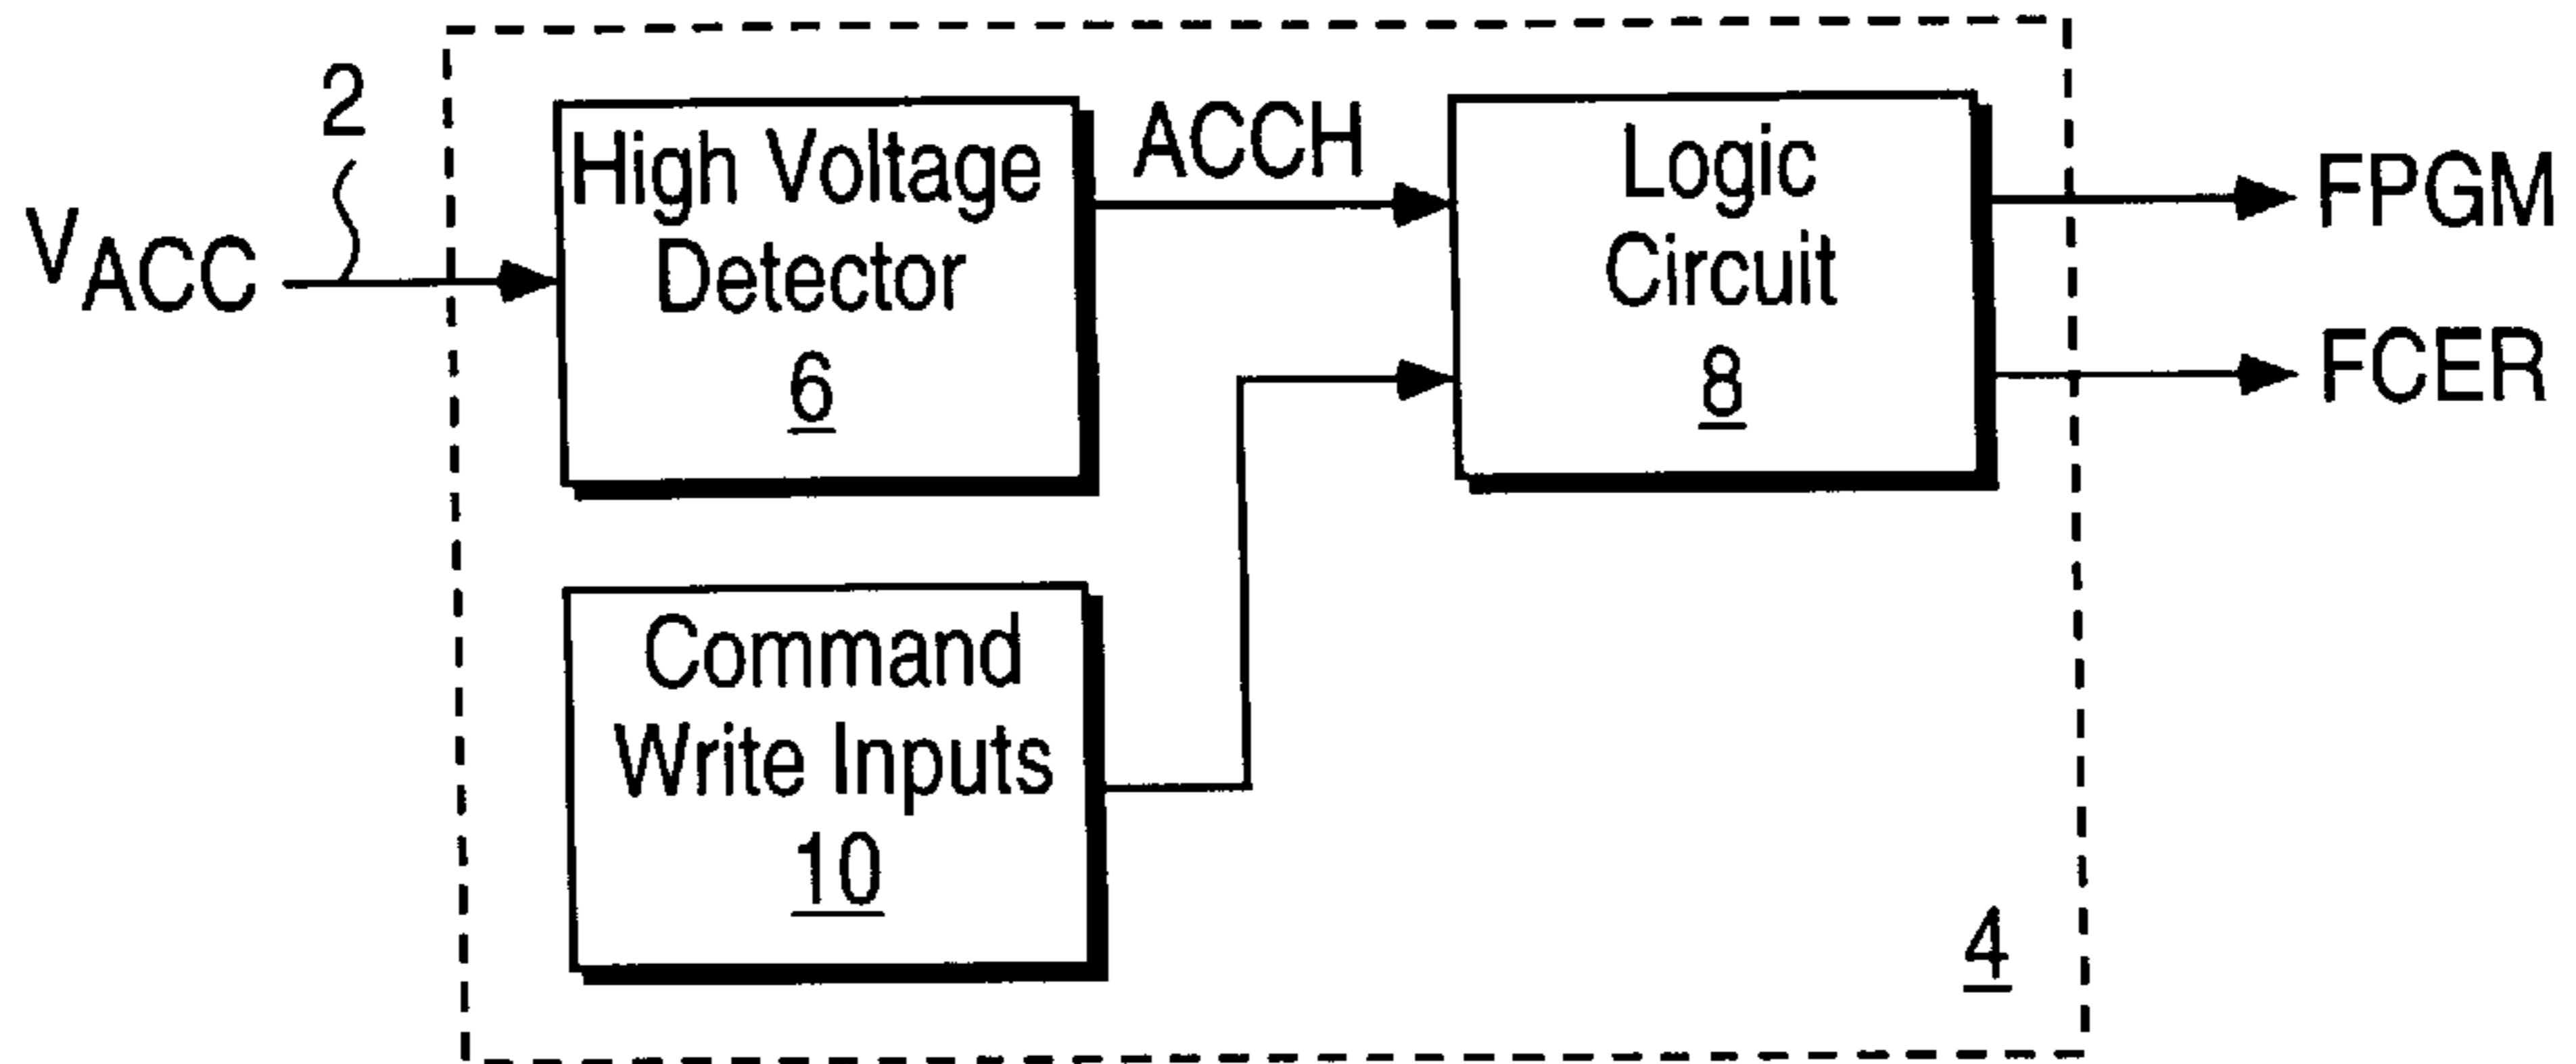 2
VACC
High Voltage
Detector
6
ACCH
Logic
Circuit
8
FPGM
FCER
Command
Write Inputs
10
4